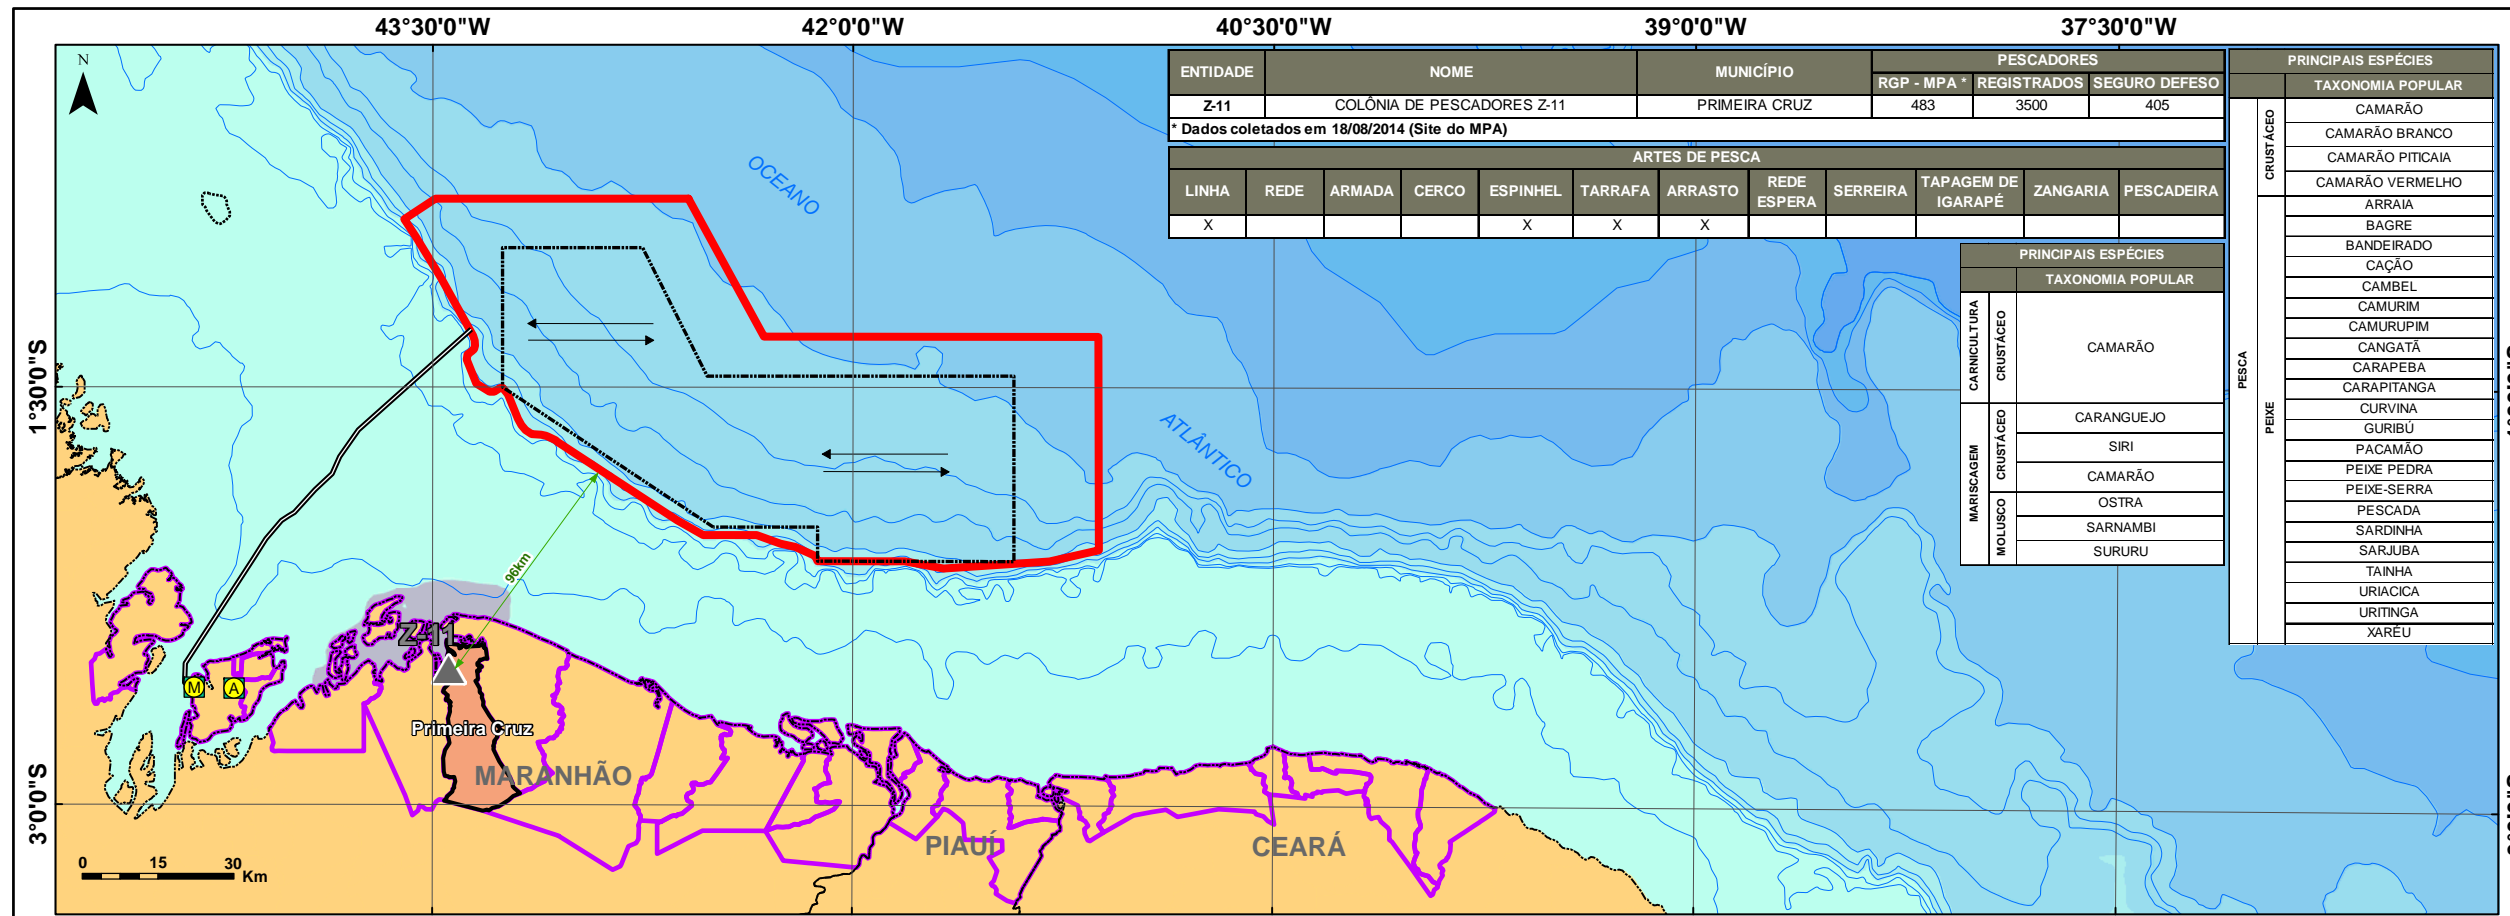 43°30'0"W 42°0'0"W 40°30'0"W 39°0'0"W 37°30'0"W
N
ENTIDADE NOME MUNICÍPIO PESCADORES
RGP - MPA * REGISTRADOS SEGURO DEFESO
Z-11 COLÔNIA DE PESCADORES Z-11 PRIMEIRA CRUZ 483 3500 405
* Dados coletados em 18/08/2014 (Site do MPA)
ARTES DE PESCA
LINHA REDE ARMADA CERCO ESPINHEL TARRAFA ARRASTO REDE ESPERA SERREIRA TAPAGEM DE IGARAPÉ ZANGARIA PESCADEIRA
X X X X
PRINCIPAIS ESPÉCIES
TAXONOMIA POPULAR
CARNICULTURA
CRUSTÁCEO
CAMARÃO
MARISCAGEM
CRUSTÁCEO
CARANGUEJO
SIRI
CAMARÃO
MOLUSCO
OSTRA
SARNAMBI
SURURU
PRINCIPAIS ESPÉCIES
TAXONOMIA POPULAR
PESCA
CRUSTÁCEO
CAMARÃO
CAMARÃO BRANCO
CAMARÃO PITICAIA
CAMARÃO VERMELHO
PEIXE
ARRAIA
BAGRE
BANDEIRADO
CAÇÃO
CAMBEL
CAMURIM
CAMURUPIM
CANGATÃ
CARAPEBA
CARAPITANGA
CURVINA
GURIBÚ
PACAMÃO
PEIXE PEDRA
PEIXE-SERRA
PESCADA
SARDINHA
SARJUBA
TAINHA
URIACICA
URITINGA
XARÉU
OCEANO
ATLÂNTICO
1°30'0"S
96km
Z-11
M A
Primeira Cruz
MARANHÃO
PIAUÍ
CEARÁ
3°0'0"S
0 15 30
Km